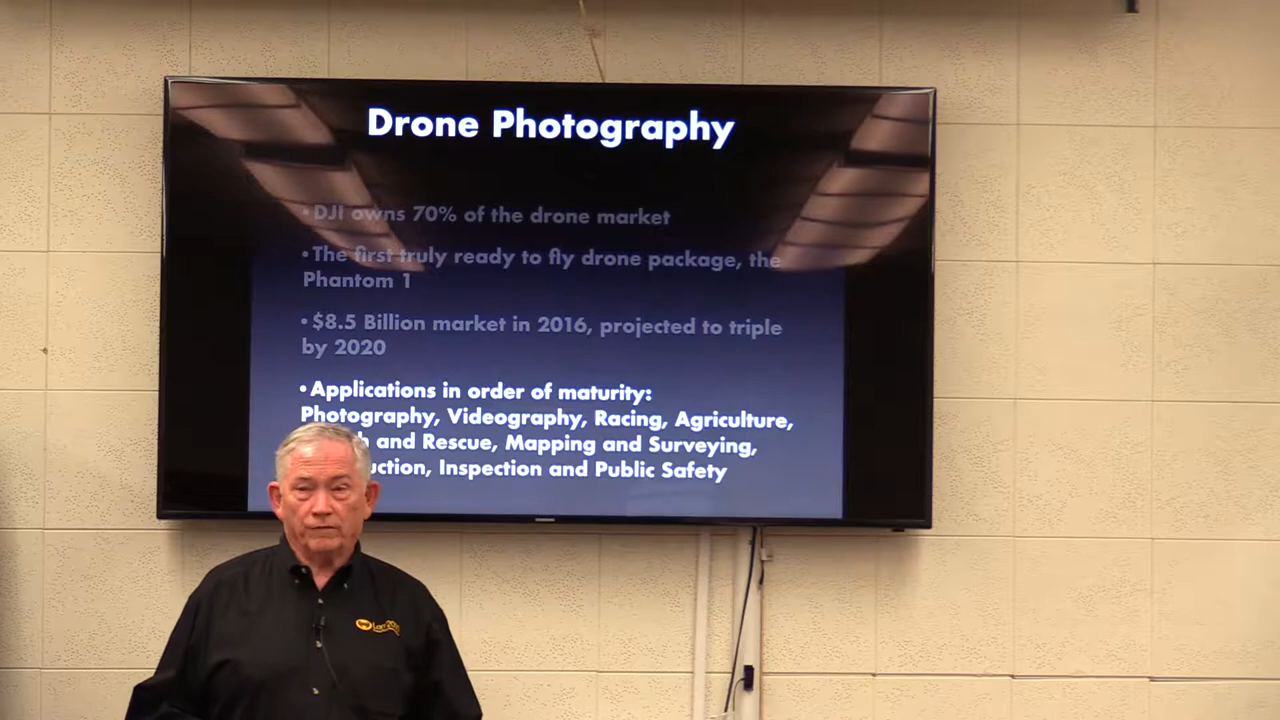 Drone Photography
•DJI owns 70% of the drone market
•The first truly ready to fly drone package, the
Phantom 1
•$8.5 Billion market in 2016, projected to triple
by 2020
•Applications in order of maturity:
Photography, Videography, Racing, Agriculture,
and Rescue, Mapping and Surveying,
Inspection and Public Safety